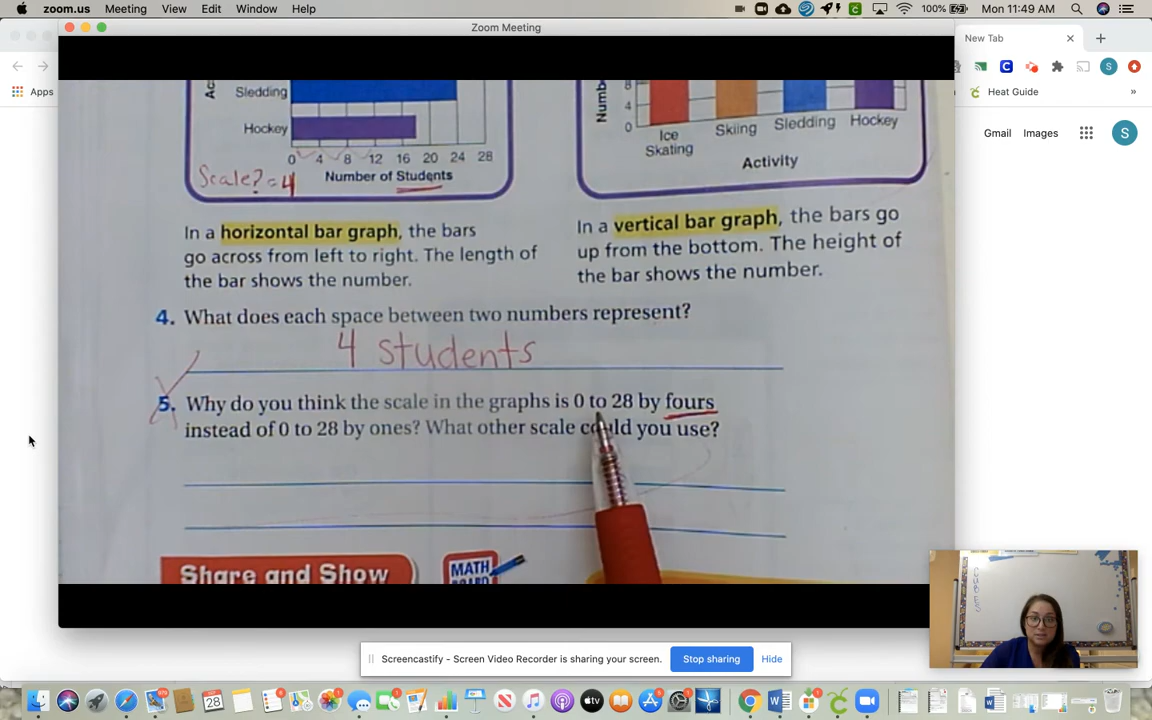 zoom.us Meeting View Edit Window Help
100% Mon 11:49 AM
Zoom Meeting
New Tab
Apps
Heat Guide
Gmail Images S
Sledding
Hockey
0 4 8 12 16 20 24 28
Scale? = 4
Number of Students
8
4
0
Ice Skating Skiing Sledding Hockey
Activity
In a horizontal bar graph, the bars
go across from left to right. The length of
the bar shows the number.
In a vertical bar graph, the bars go
up from the bottom. The height of
the bar shows the number.
4. What does each space between two numbers represent?
4 students
5. Why do you think the scale in the graphs is 0 to 28 by fours
instead of 0 to 28 by ones? What other scale could you use?
Share and Show
MATH
BOARD
Screencastify - Screen Video Recorder is sharing your screen. Stop sharing Hide